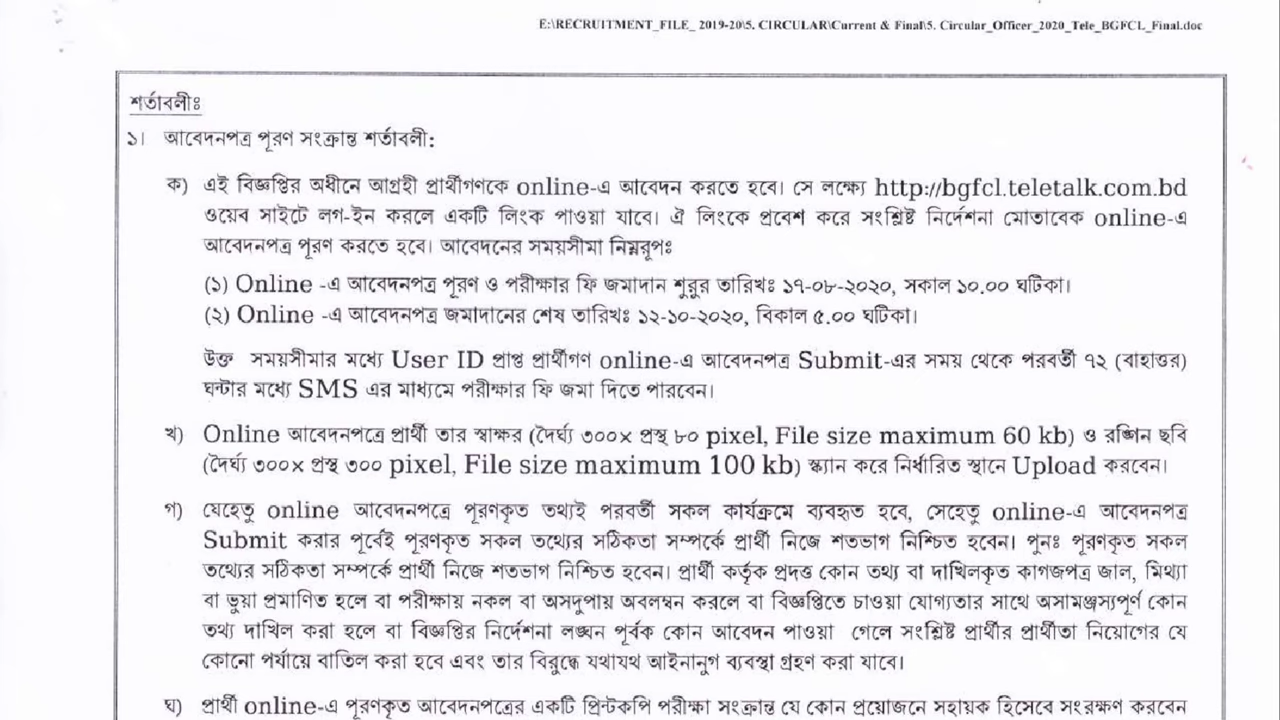 E:\RECRUITMENT_FILE_ 2019-20\5. CIRCULAR\Current & Final\5. Circular_Officer_2020_Tele_BGFCL_Final.doc
শর্তাবলীঃ
১। আবেদনপত্র পূরণ সংক্রান্ত শর্তাবলী:
ক) এই বিজ্ঞপ্তির অধীনে আগ্রহী প্রার্থীগণকে online-এ আবেদন করতে হবে। সে লক্ষ্যে http://bgfcl.teletalk.com.bd
ওয়েব সাইটে লগ-ইন করলে একটি লিংক পাওয়া যাবে। ঐ লিংকে প্রবেশ করে সংশ্লিষ্ট নির্দেশনা মোতাবেক online-এ
আবেদনপত্র পূরণ করতে হবে। আবেদনের সময়সীমা নিম্নরূপঃ
(১) Online -এ আবেদনপত্র পূরণ ও পরীক্ষার ফি জমাদান শুরুর তারিখঃ ১৭-০৮-২০২০, সকাল ১০.০০ ঘটিকা।
(২) Online -এ আবেদনপত্র জমাদানের শেষ তারিখঃ ১২-১০-২০২০, বিকাল ৫.০০ ঘটিকা।
উক্ত সময়সীমার মধ্যে User ID প্রাপ্ত প্রার্থীগণ online-এ আবেদনপত্র Submit-এর সময় থেকে পরবর্তী ৭২ (বাহাত্তর)
ঘন্টার মধ্যে SMS এর মাধ্যমে পরীক্ষার ফি জমা দিতে পারবেন।
খ) Online আবেদনপত্রে প্রার্থী তার স্বাক্ষর (দৈর্ঘ্য ৩০০x প্রস্থ ৮০ pixel, File size maximum 60 kb) ও রঙ্গিন ছবি
(দৈর্ঘ্য ৩০০x প্রস্থ ৩০০ pixel, File size maximum 100 kb) স্ক্যান করে নির্ধারিত স্থানে Upload করবেন।
গ) যেহেতু online আবেদনপত্রে পূরণকৃত তথ্যই পরবর্তী সকল কার্যক্রমে ব্যবহৃত হবে, সেহেতু online-এ আবেদনপত্র
Submit করার পূর্বেই পূরণকৃত সকল তথ্যের সঠিকতা সম্পর্কে প্রার্থী নিজে শতভাগ নিশ্চিত হবেন। পুনঃ পূরণকৃত সকল
তথ্যের সঠিকতা সম্পর্কে প্রার্থী নিজে শতভাগ নিশ্চিত হবেন। প্রার্থী কর্তৃক প্রদত্ত কোন তথ্য বা দাখিলকৃত কাগজপত্র জাল, মিথ্যা
বা ভুয়া প্রমাণিত হলে বা পরীক্ষায় নকল বা অসদুপায় অবলম্বন করলে বা বিজ্ঞপ্তিতে চাওয়া যোগ্যতার সাথে অসামঞ্জস্যপূর্ণ কোন
তথ্য দাখিল করা হলে বা বিজ্ঞপ্তির নির্দেশনা লঙ্ঘন পূর্বক কোন আবেদন পাওয়া গেলে সংশ্লিষ্ট প্রার্থীর প্রার্থীতা নিয়োগের যে
কোনো পর্যায়ে বাতিল করা হবে এবং তার বিরুদ্ধে যথাযথ আইনানুগ ব্যবস্থা গ্রহণ করা যাবে।
ঘ) প্রার্থী online-এ পূরণকৃত আবেদনপত্রের একটি প্রিন্টকপি পরীক্ষা সংক্রান্ত যে কোন প্রয়োজনে সহায়ক হিসেবে সংরক্ষণ করবেন